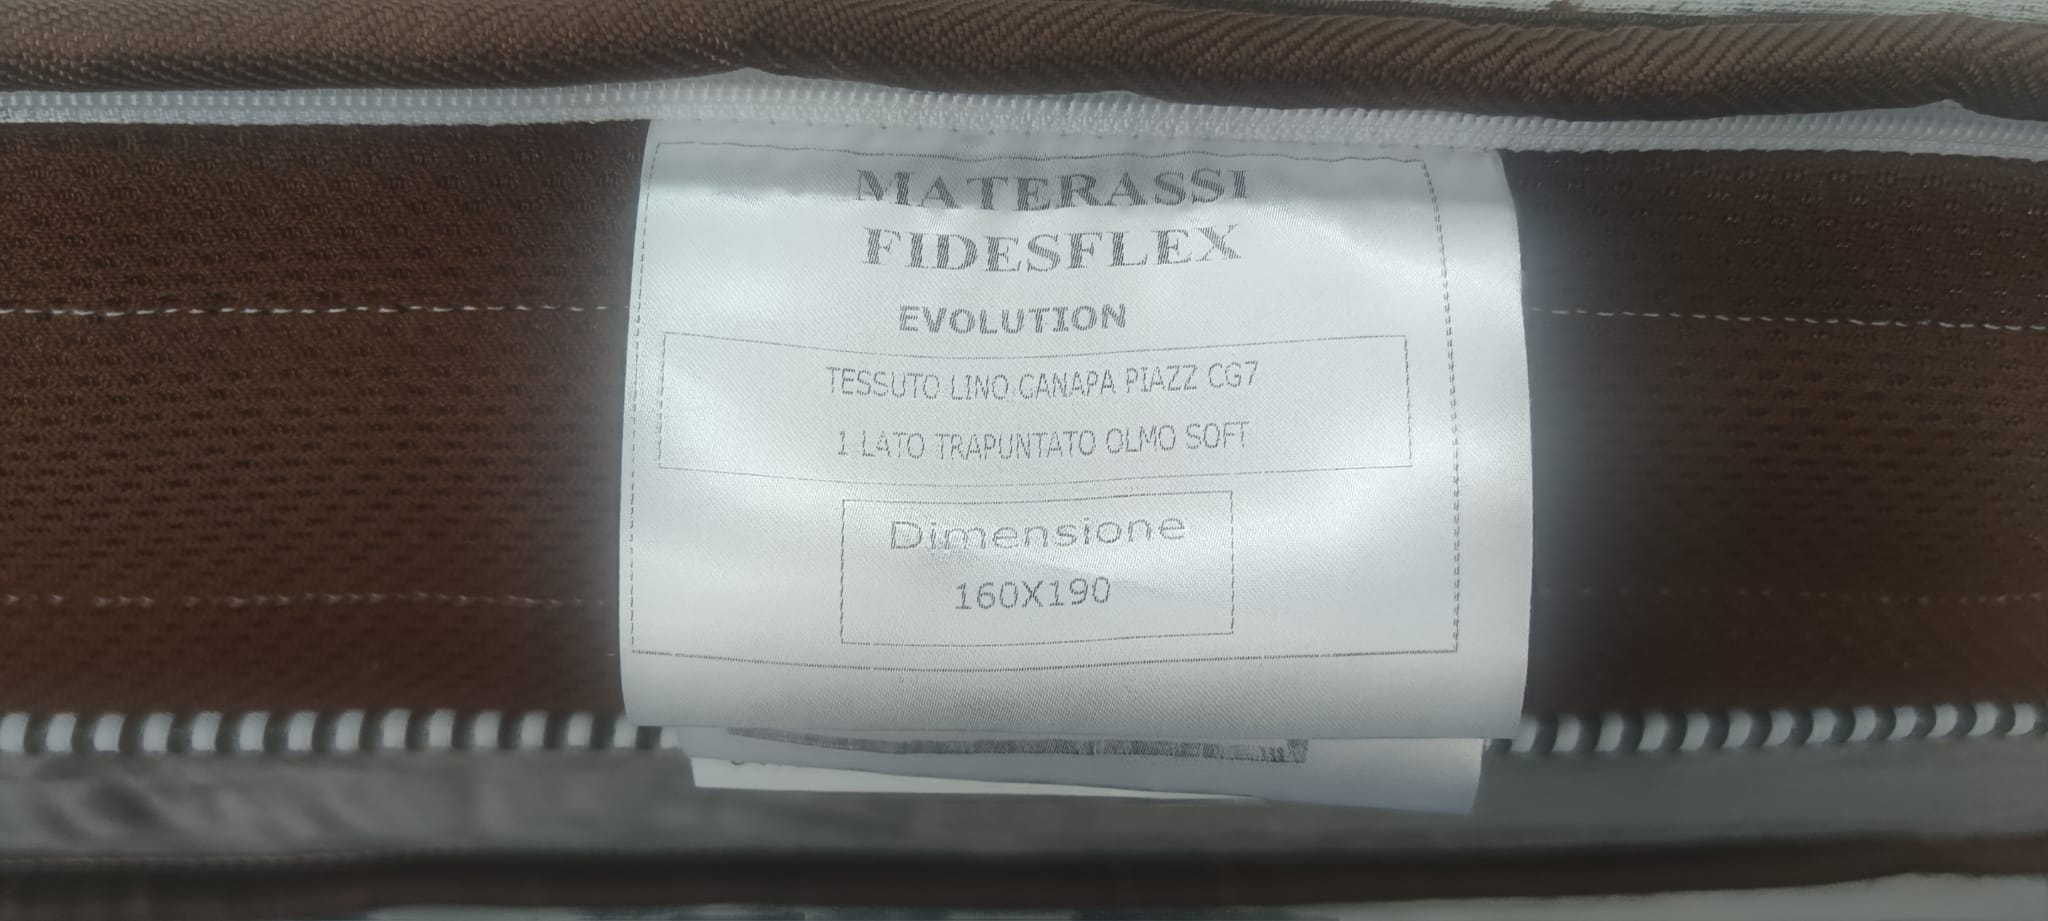 MATERASSI
FIDESFLEX
EVOLUTION
TESSUTO LINO CANAPA PIAZZ CG7
1 LATO TRAPUNTATO OLMO SOFT
Dimensione
160X190